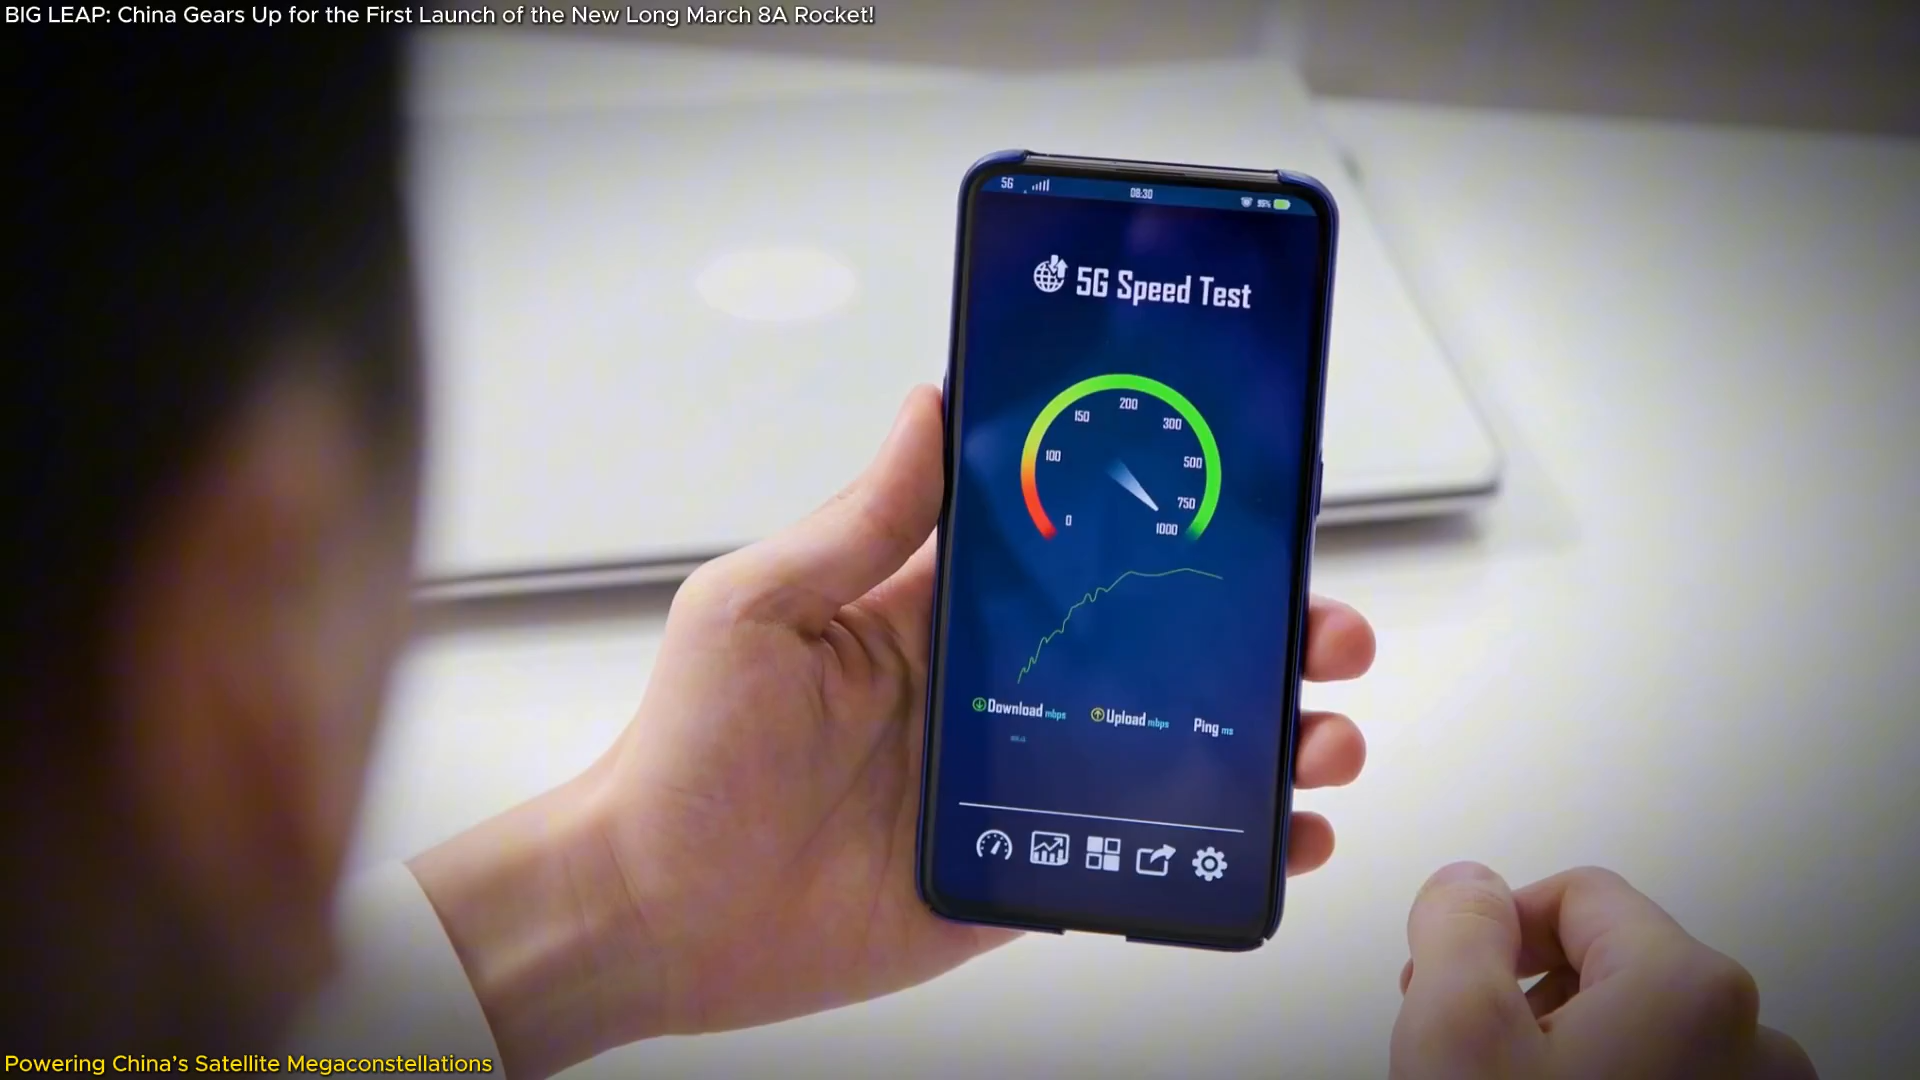 BIG LEAP: China Gears Up for the First Launch of the New Long March 8A Rocket!
5G
08:30
95%
5G Speed Test
200
150
300
100
500
750
0
1000
Download mbps
Upload mbps
Ping ms
Powering China's Satellite Megaconstellations